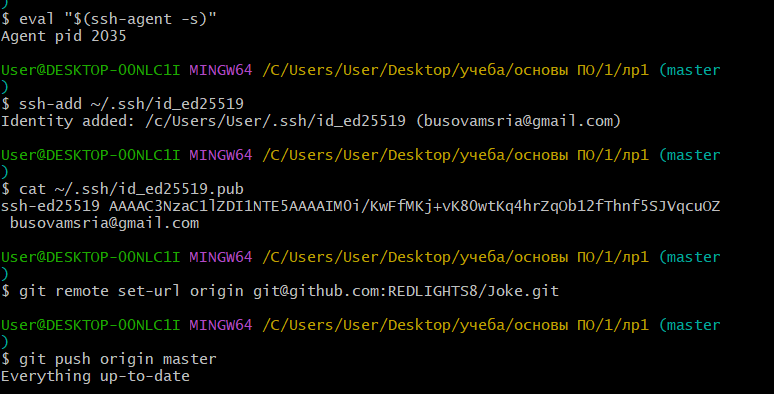 )
$ eval "$(ssh-agent -s)"
Agent pid 2035
User@DESKTOP-OONLC1I MINGW64 /C/Users/User/Desktop/учеба/основы ПО/1/лр1 (master
)
$ ssh-add ~/.ssh/id_ed25519
Identity added: /c/Users/User/.ssh/id_ed25519 (busovamsria@gmail.com)
User@DESKTOP-OONLC1I MINGW64 /C/Users/User/Desktop/учеба/основы ПО/1/лр1 (master
)
$ cat ~/.ssh/id_ed25519.pub
ssh-ed25519 AAAAC3NzaC1lZDI1NTE5AAAAIMOi/KwFfMKj+vK8OwtKq4hrZqOb12fThnf5SJVqcuOZ
busovamsria@gmail.com
User@DESKTOP-OONLC1I MINGW64 /C/Users/User/Desktop/учеба/основы ПО/1/лр1 (master
)
$ git remote set-url origin git@github.com:REDLIGHTS8/Joke.git
User@DESKTOP-OONLC1I MINGW64 /C/Users/User/Desktop/учеба/основы ПО/1/лр1 (master
)
$ git push origin master
Everything up-to-date